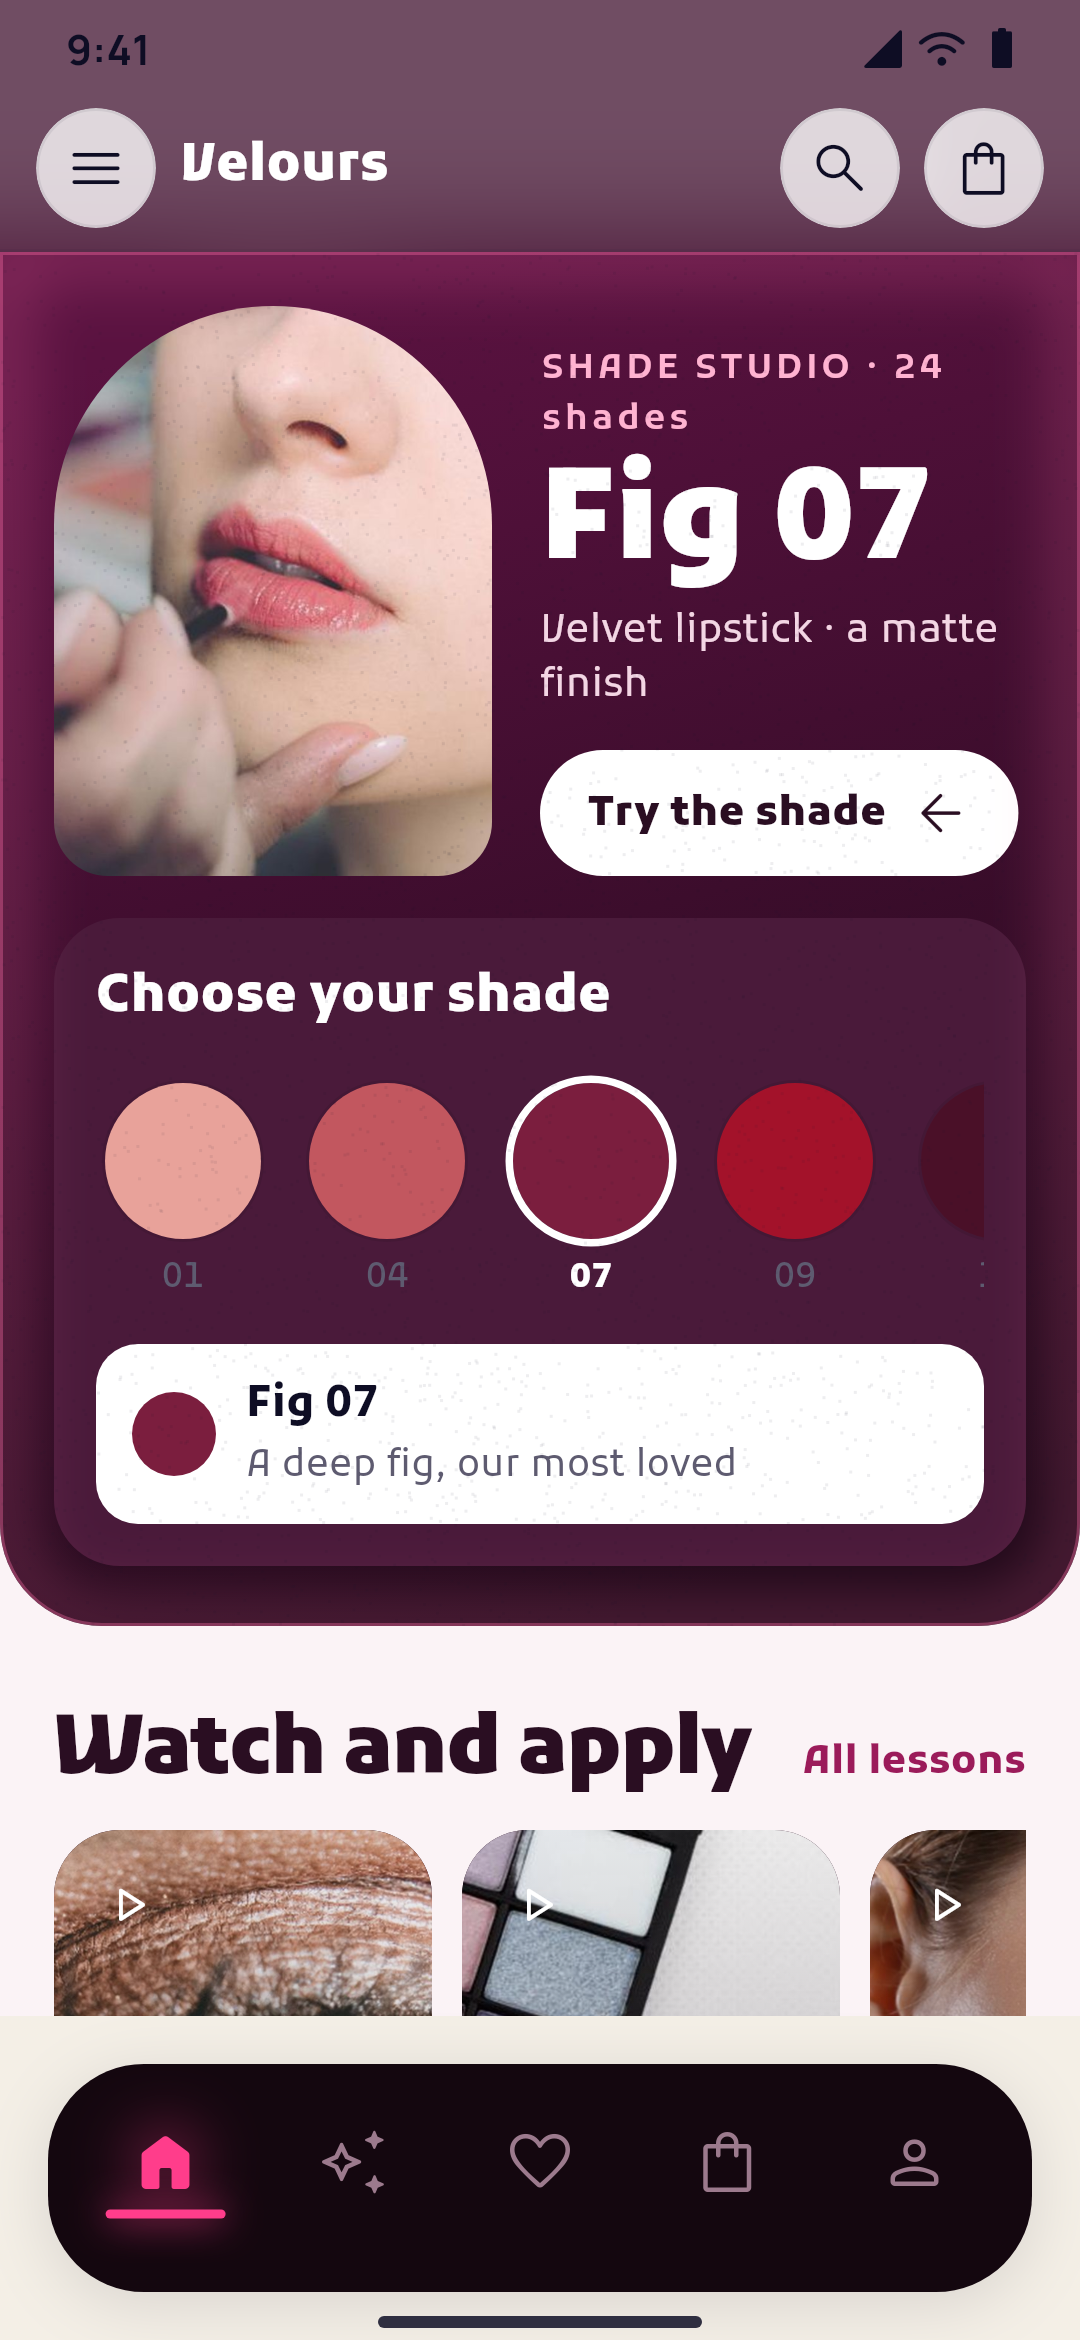 9:41
Velours
SHADE STUDIO · 24
shades
Fig 07
Velvet lipstick · a matte
finish
Try the shade
Choose your shade
01
04
07
09
Fig 07
A deep fig, our most loved
Watch and apply
All lessons